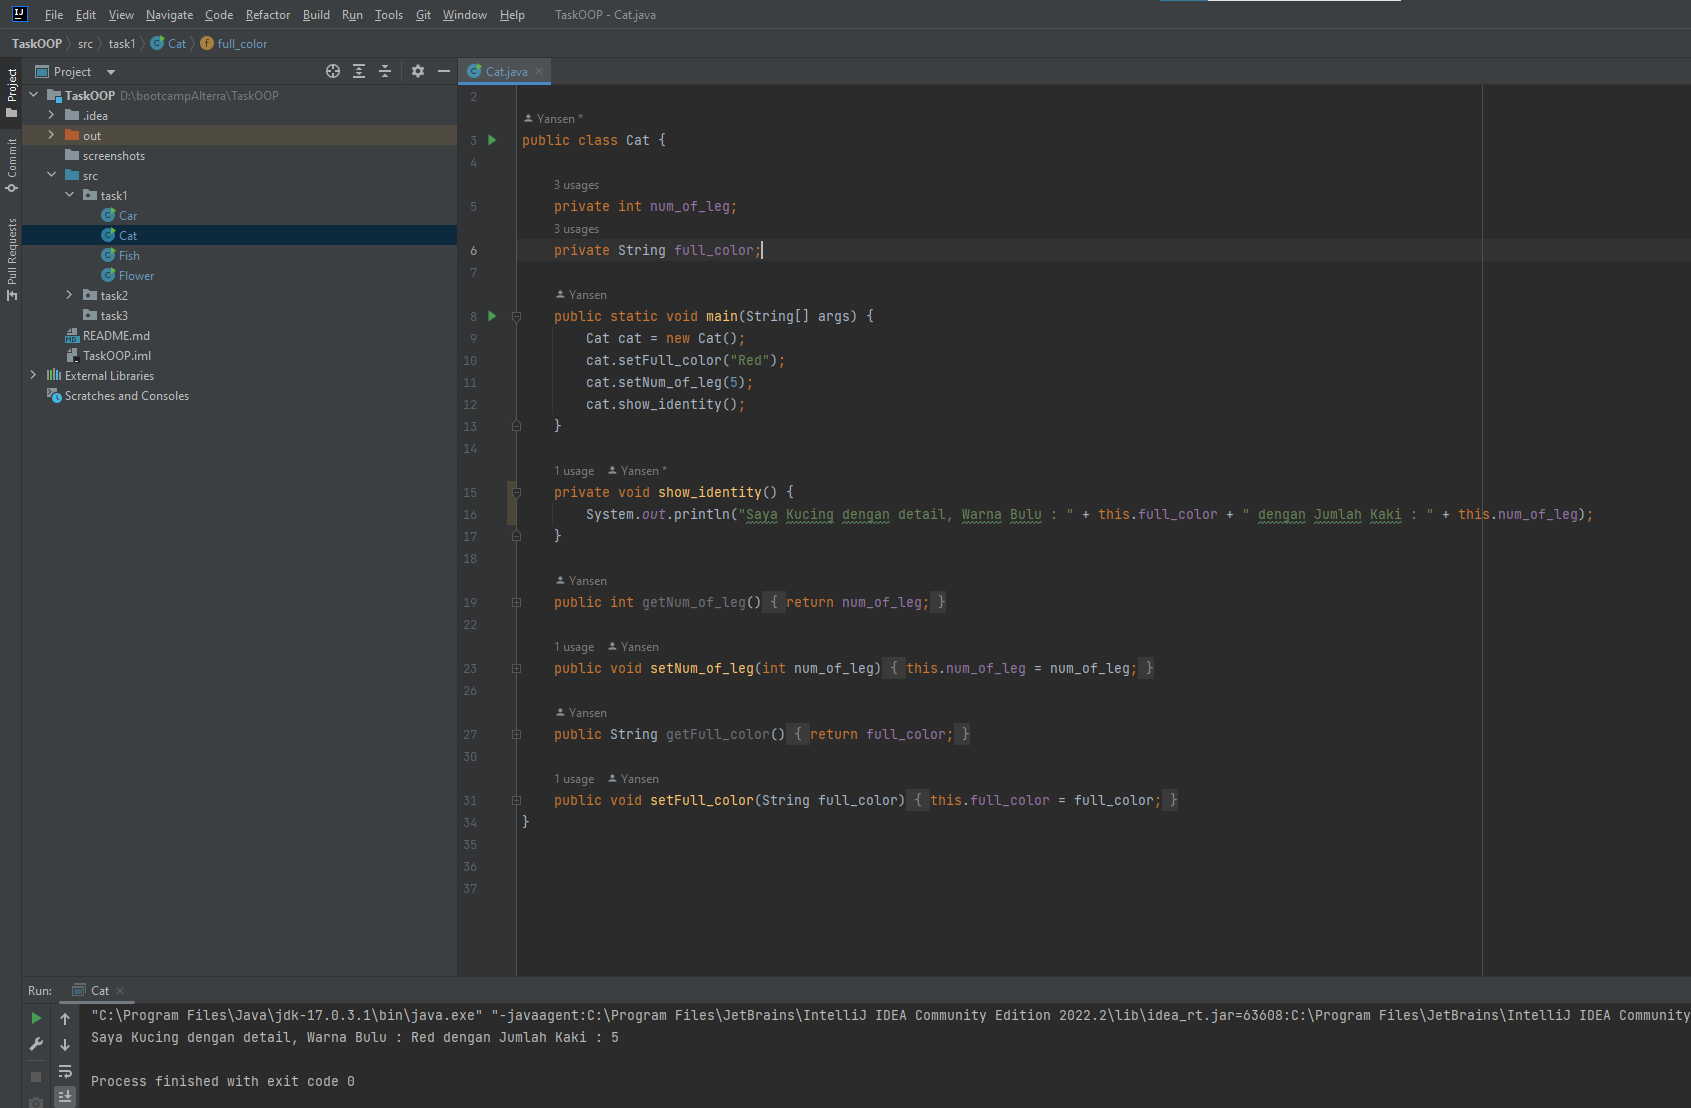 File Edit View Navigate Code Refactor Build Run Tools Git Window Help TaskOOP - Cat.java
TaskOOP src task1 Cat full_color
Project
Cat.java
Project
Commit
Pull Requests
TaskOOP D:\bootcampAlterra\TaskOOP
.idea
out
screenshots
src
task1
Car
Cat
Fish
Flower
task2
task3
README.md
TaskOOP.iml
External Libraries
Scratches and Consoles
2
Yansen *
3 public class Cat {
4
3 usages
5 private int num_of_leg;
3 usages
6 private String full_color;
7
Yansen
8 public static void main(String[] args) {
9 Cat cat = new Cat();
10 cat.setFull_color("Red");
11 cat.setNum_of_leg(5);
12 cat.show_identity();
13 }
14
1 usage Yansen *
15 private void show_identity() {
16 System.out.println("Saya Kucing dengan detail, Warna Bulu : " + this.full_color + " dengan Jumlah Kaki : " + this.num_of_leg);
17 }
18
Yansen
19 public int getNum_of_leg() { return num_of_leg; }
22
1 usage Yansen
23 public void setNum_of_leg(int num_of_leg) { this.num_of_leg = num_of_leg; }
26
Yansen
27 public String getFull_color() { return full_color; }
30
1 usage Yansen
31 public void setFull_color(String full_color) { this.full_color = full_color; }
34 }
35
36
37
Run: Cat
"C:\Program Files\Java\jdk-17.0.3.1\bin\java.exe" "-javaagent:C:\Program Files\JetBrains\IntelliJ IDEA Community Edition 2022.2\lib\idea_rt.jar=63608:C:\Program Files\JetBrains\IntelliJ IDEA Community
Saya Kucing dengan detail, Warna Bulu : Red dengan Jumlah Kaki : 5
Process finished with exit code 0